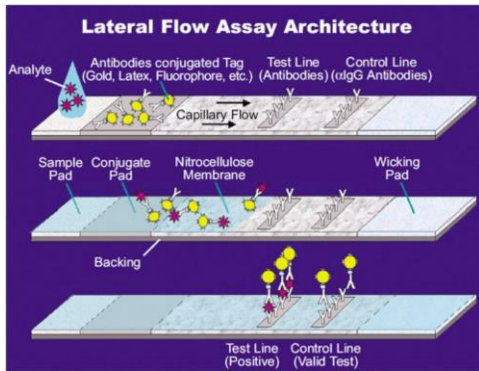 Lateral Flow Assay Architecture
Analyte
Antibodies conjugated Tag
(Gold, Latex, Fluorophore, etc.)
Test Line
(Antibodies)
Control Line
(αIgG Antibodies)
Capillary Flow
Sample
Pad
Conjugate
Pad
Nitrocellulose
Membrane
Wicking
Pad
Backing
Test Line
(Positive)
Control Line
(Valid Test)